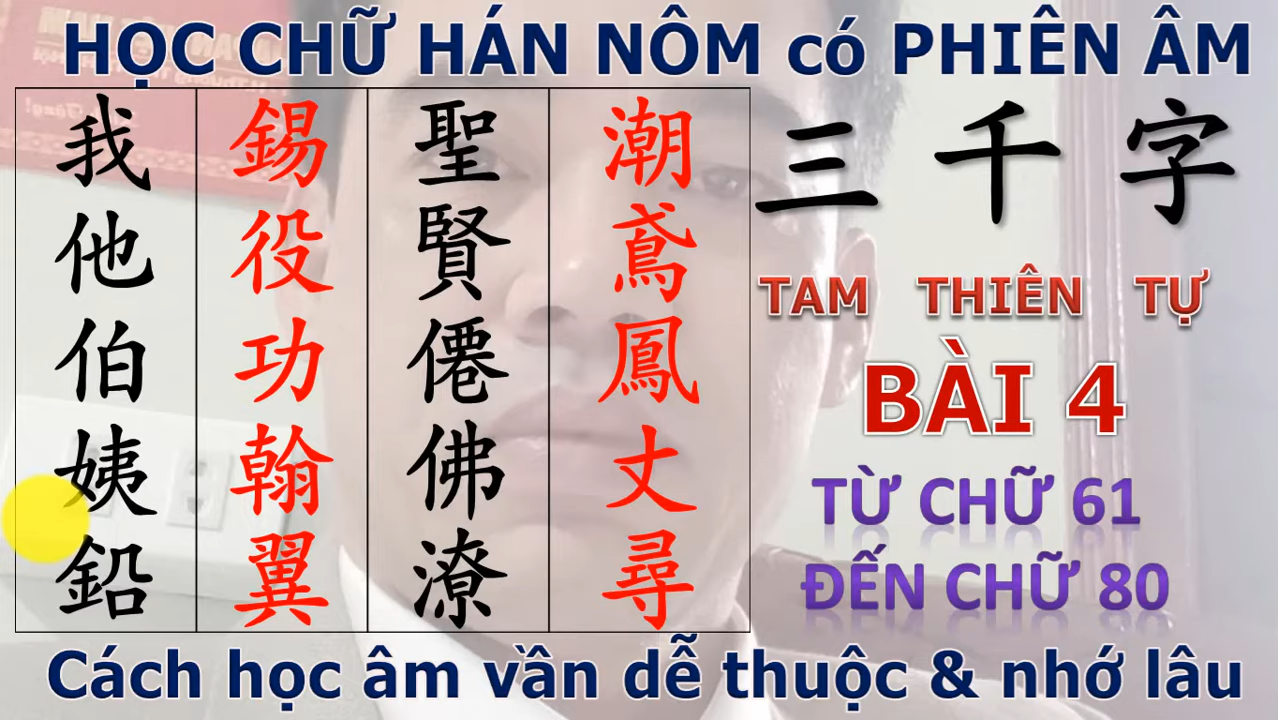 HỌC CHỮ HÁN NÔM có PHIÊN ÂM
我 錫 聖 潮
他 役 賢 鳶
伯 功 僊 鳳
姨 翰 佛 丈
鉛 翼 潦 尋
三 千 字
TAM THIÊN TỰ
BÀI 4
TỪ CHỮ 61
ĐẾN CHỮ 80
Cách học âm vần dễ thuộc & nhớ lâu